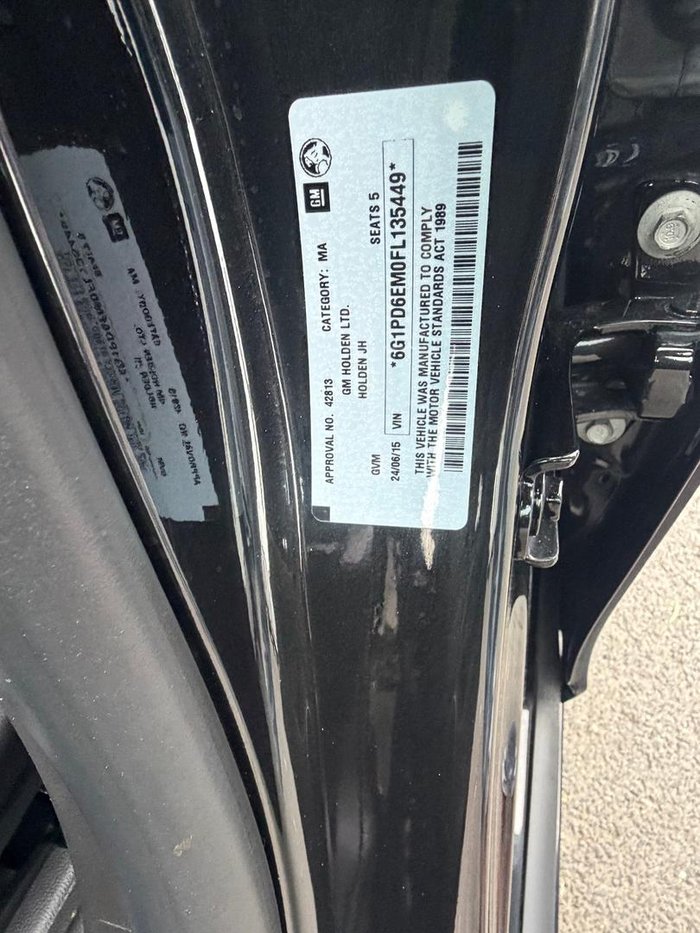 GM
APPROVAL NO. 42813 CATEGORY: MA
GM HOLDEN LTD.
HOLDEN JH
GVM SEATS 5
24/06/15 VIN *6G1PD6EM0FL135449*
THIS VEHICLE WAS MANUFACTURED TO COMPLY
WITH THE MOTOR VEHICLE STANDARDS ACT 1989